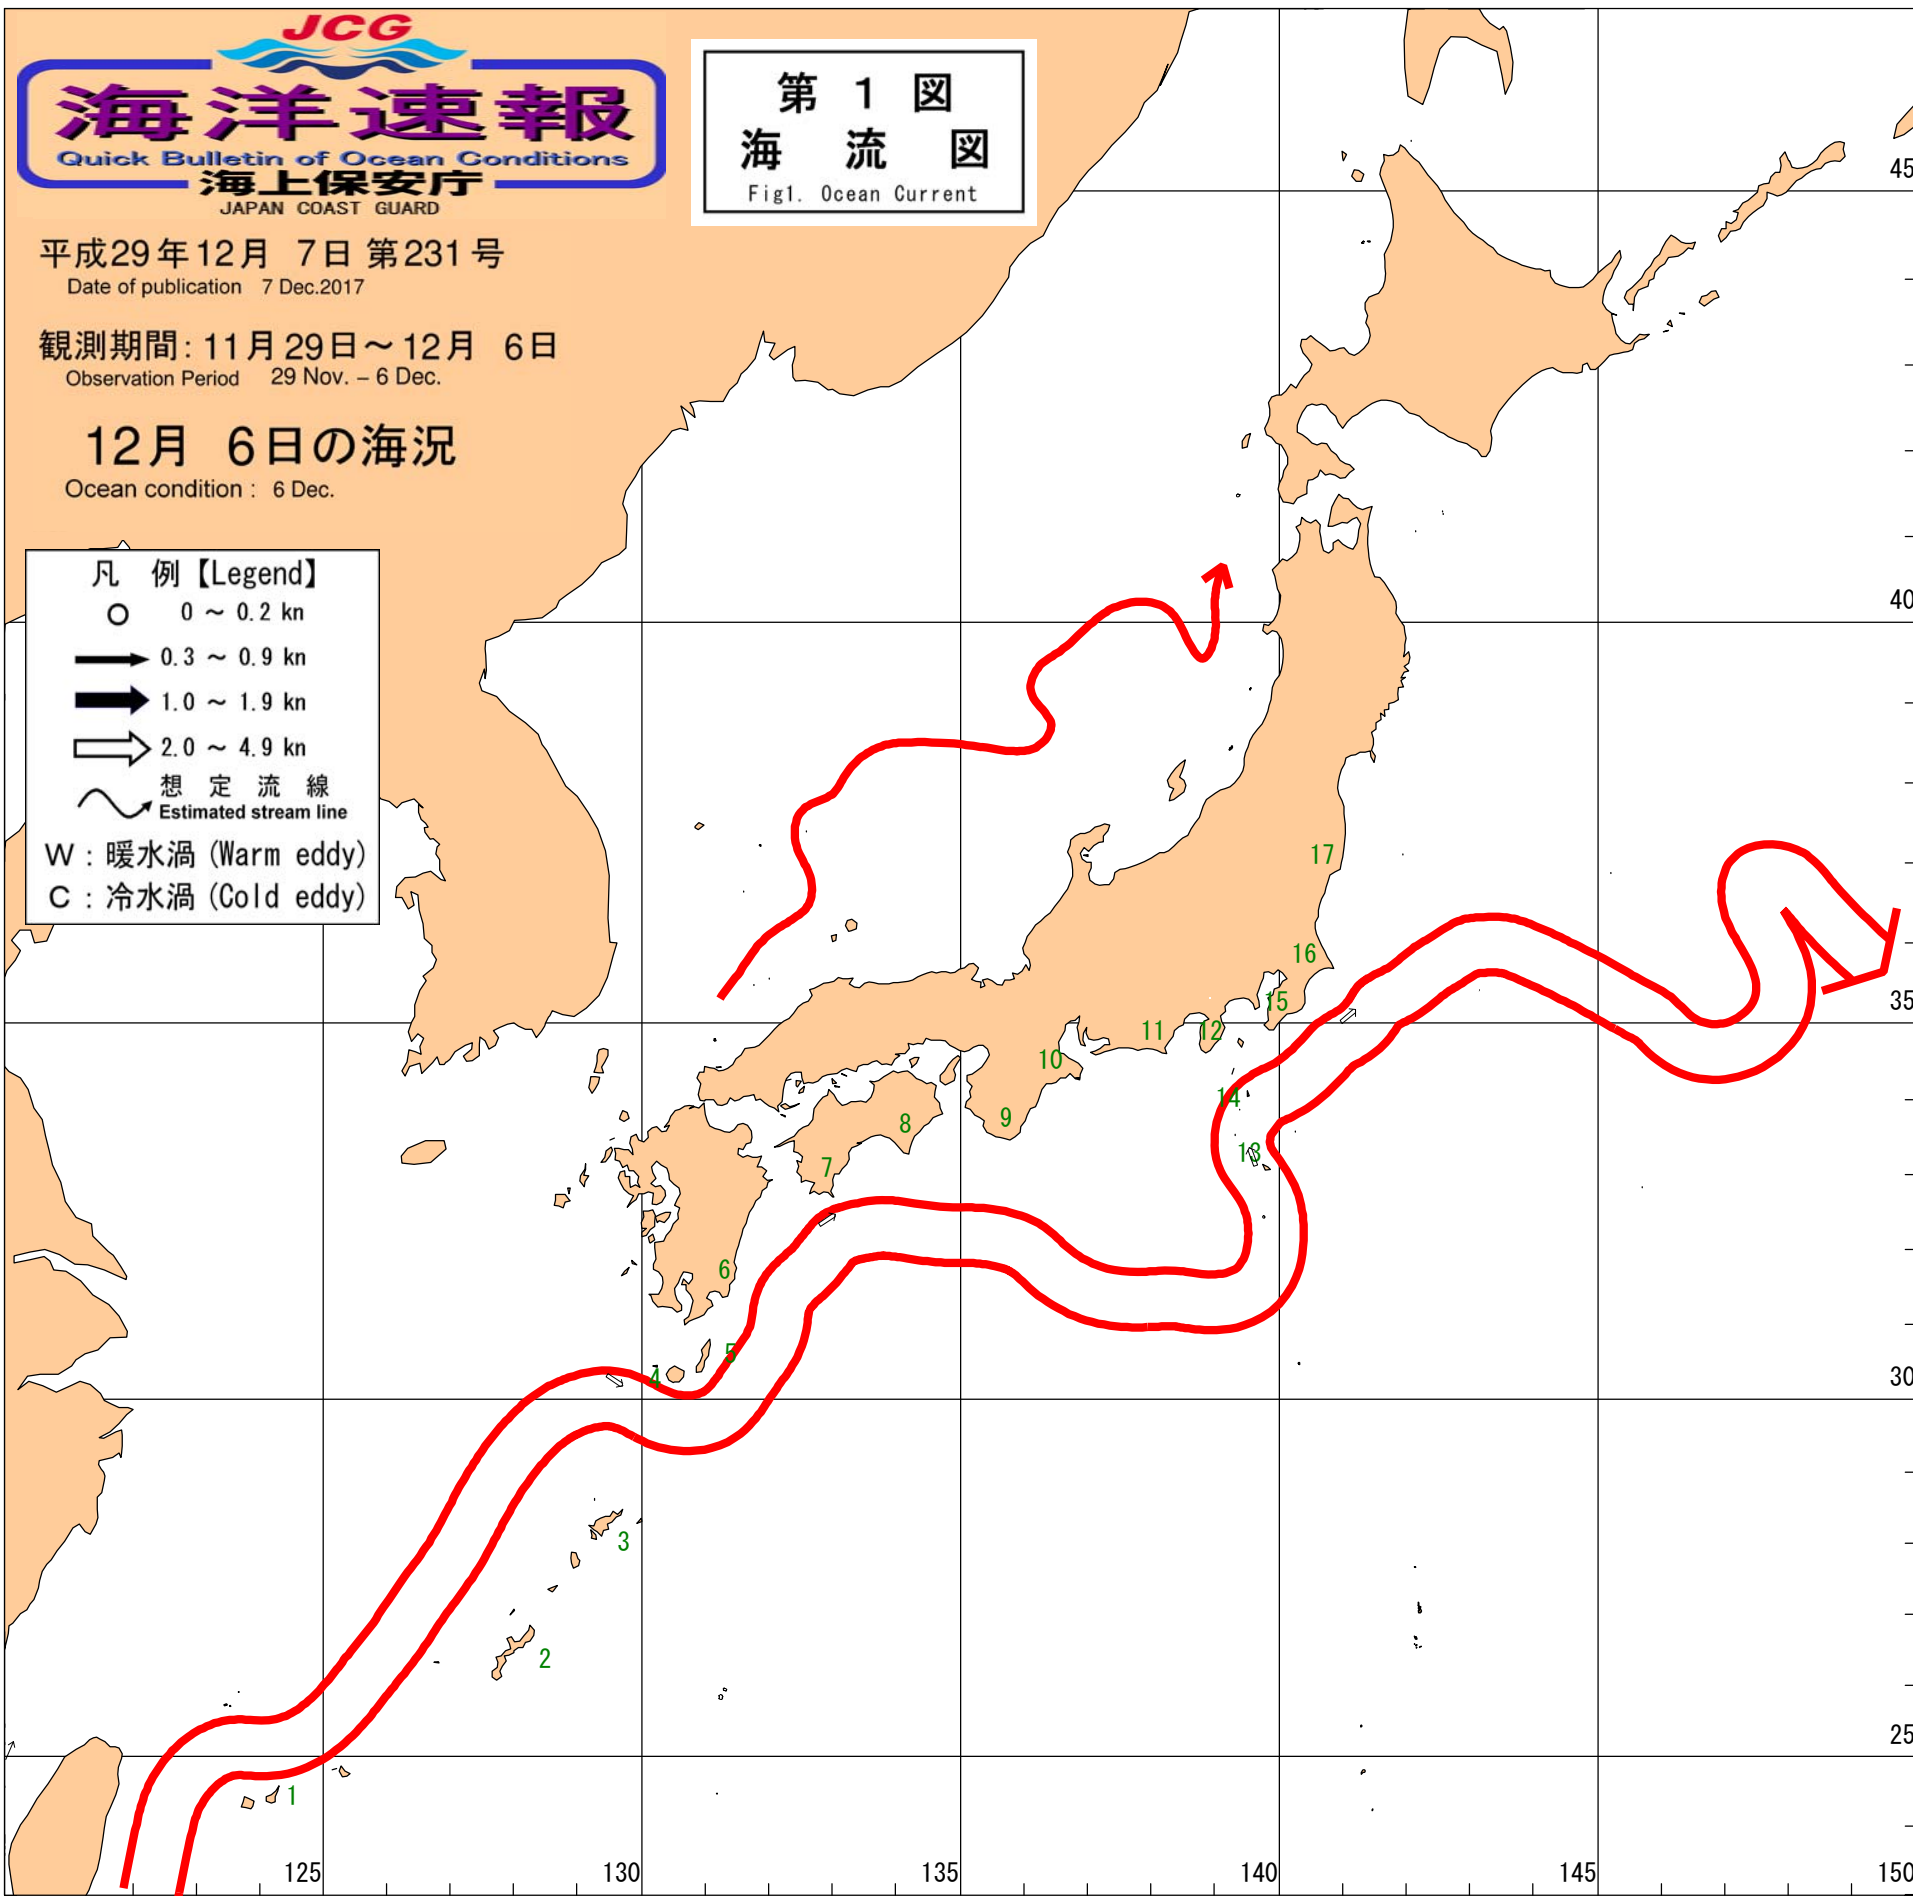 JCG
海洋速報
Quick Bulletin of Ocean Conditions
海上保安庁
JAPAN COAST GUARD
第 1 図
海 流 図
Fig1. Ocean Current
平成29年12月 7日 第231号
Date of publication 7 Dec.2017
観測期間: 11月29日～12月 6日
Observation Period 29 Nov. – 6 Dec.
12月 6日の海況
Ocean condition : 6 Dec.
凡 例【Legend】
0 ～ 0.2 kn
0.3 ～ 0.9 kn
1.0 ～ 1.9 kn
2.0 ～ 4.9 kn
想 定 流 線
Estimated stream line
W : 暖水渦 (Warm eddy)
C : 冷水渦 (Cold eddy)
45
40
17
16
35
15
11
12
10
14
9
8
13
7
6
5
4
30
3
2
25
1
125
130
135
140
145
150